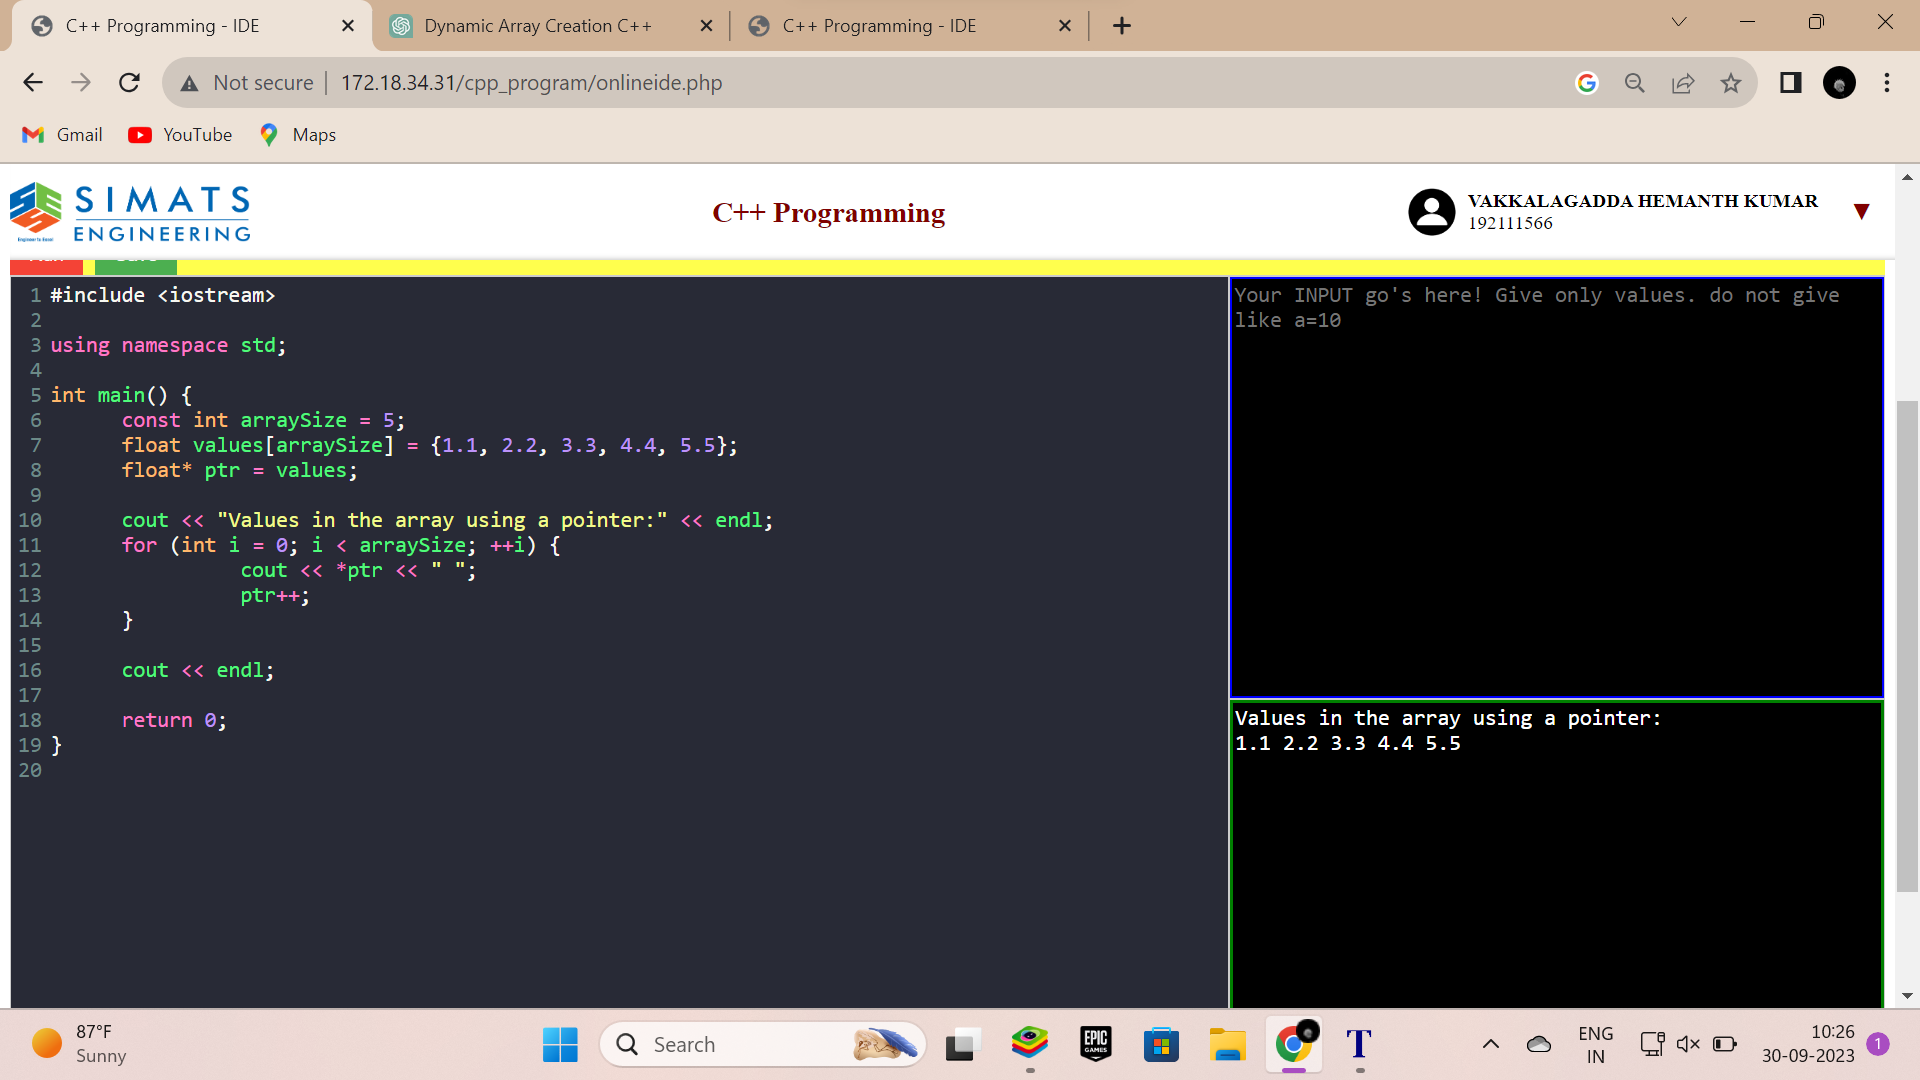 C++ Programming - IDE
Dynamic Array Creation C++
C++ Programming - IDE
Not secure
172.18.34.31/cpp_program/onlineide.php
Gmail
YouTube
Maps
SIMATS
ENGINEERING
Engineer to Excel
C++ Programming
VAKKALAGADDA HEMANTH KUMAR
192111566
1 #include <iostream>
2
3 using namespace std;
4
5 int main() {
6 const int arraySize = 5;
7 float values[arraySize] = {1.1, 2.2, 3.3, 4.4, 5.5};
8 float* ptr = values;
9
10 cout << "Values in the array using a pointer:" << endl;
11 for (int i = 0; i < arraySize; ++i) {
12 cout << *ptr << " ";
13 ptr++;
14 }
15
16 cout << endl;
17
18 return 0;
19 }
20
Your INPUT go's here! Give only values. do not give
like a=10
Values in the array using a pointer:
1.1 2.2 3.3 4.4 5.5
87°F
Sunny
Search
EPIC
GAMES
T
ENG
IN
10:26
30-09-2023
1